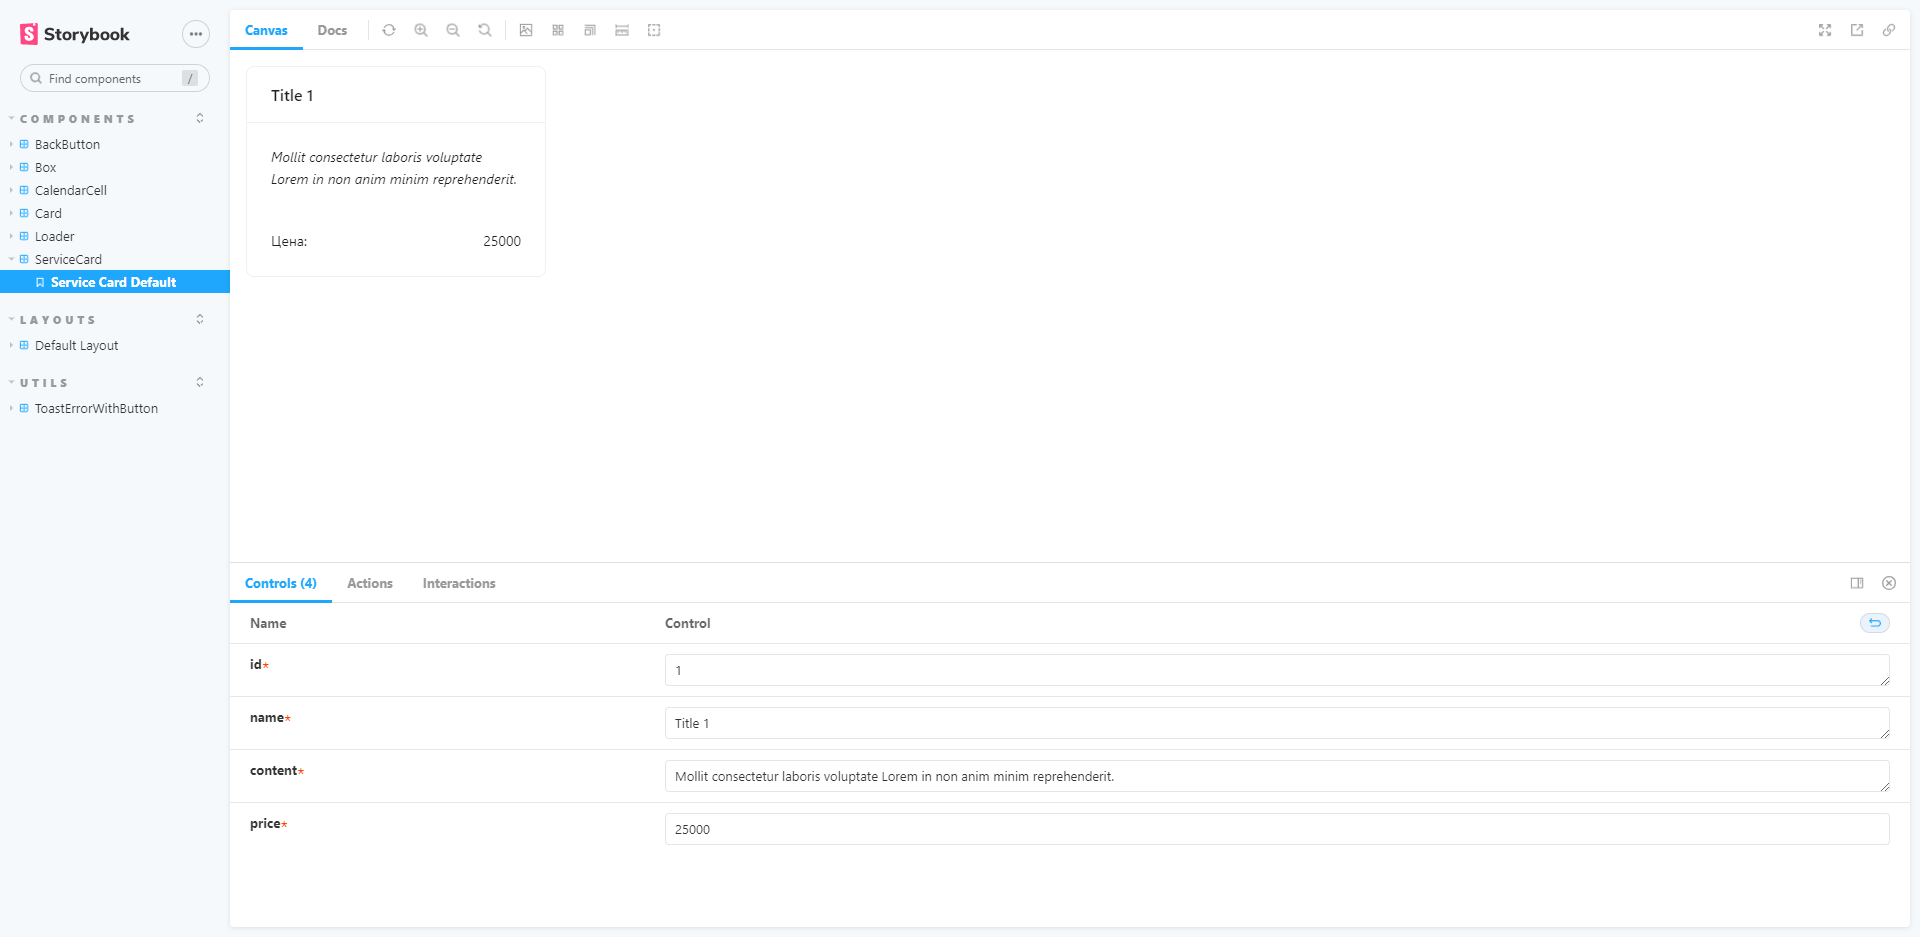 Storybook
Find components
/
COMPONENTS
BackButton
Box
CalendarCell
Card
Loader
ServiceCard
Service Card Default
LAYOUTS
Default Layout
UTILS
ToastErrorWithButton
Canvas Docs
Title 1
Mollit consectetur laboris voluptate
Lorem in non anim minim reprehenderit.
Цена: 25000
Controls (4) Actions Interactions
Name Control
id* 1
name* Title 1
content* Mollit consectetur laboris voluptate Lorem in non anim minim reprehenderit.
price* 25000